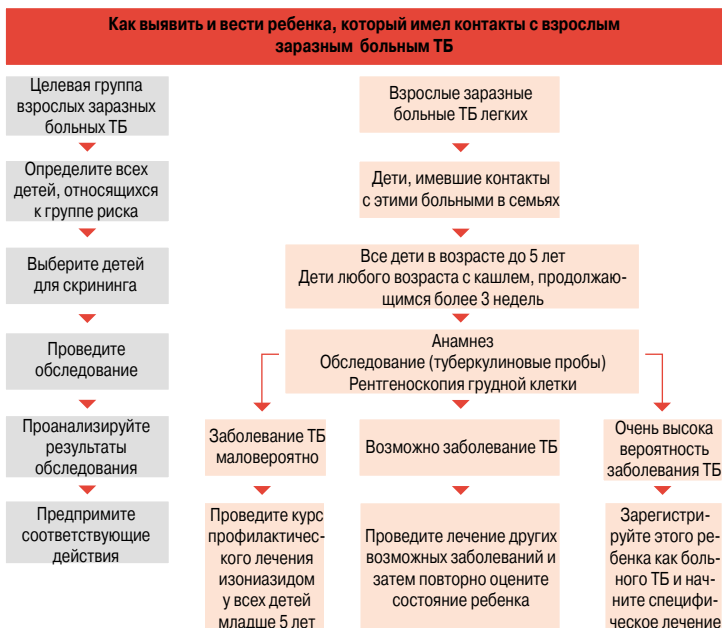 Как выявить и вести ребенка, который имел контакты с взрослым
заразным больным ТБ
Целевая группа
взрослых заразных
больных ТБ
Взрослые заразные
больные ТБ легких
Определите всех
детей, относящихся
к группе риска
Дети, имевшие контакты
с этими больными в семьях
Выберите детей
для скрининга
Все дети в возрасте до 5 лет
Дети любого возраста с кашлем, продолжаю-
щимся более 3 недель
Проведите
обследование
Анамнез
Обследование (туберкулиновые пробы)
Рентгеноскопия грудной клетки
Проанализируйте
результаты
обследования
Заболевание ТБ
маловероятно
Возможно заболевание ТБ
Очень высока
вероятность
заболевания ТБ
Предпримите
соответствующие
действия
Проведите курс
профилактичес-
кого лечения
изониазидом
у всех детей
младше 5 лет
Проведите лечение других
возможных заболеваний и
затем повторно оцените
состояние ребенка
Зарегистри-
руйте этого ре-
бенка как боль-
ного ТБ и нач-
ните специфи-
ческое лечение